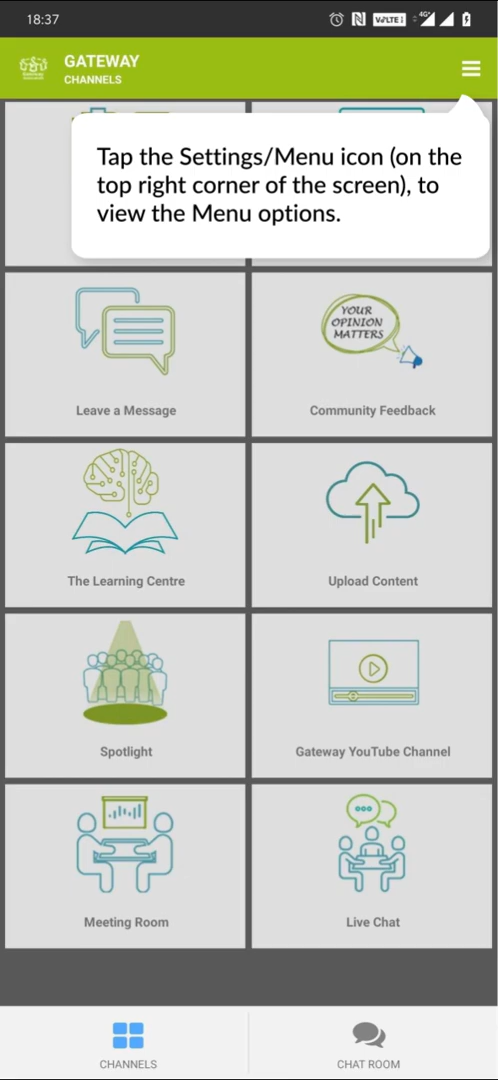 18:37
VoLTE 4G+
GATEWAY
CHANNELS
Tap the Settings/Menu icon (on the
top right corner of the screen), to
view the Menu options.
YOUR
OPINION
MATTERS
Leave a Message
Community Feedback
The Learning Centre
Upload Content
Spotlight
Gateway YouTube Channel
Meeting Room
Live Chat
CHANNELS
CHAT ROOM